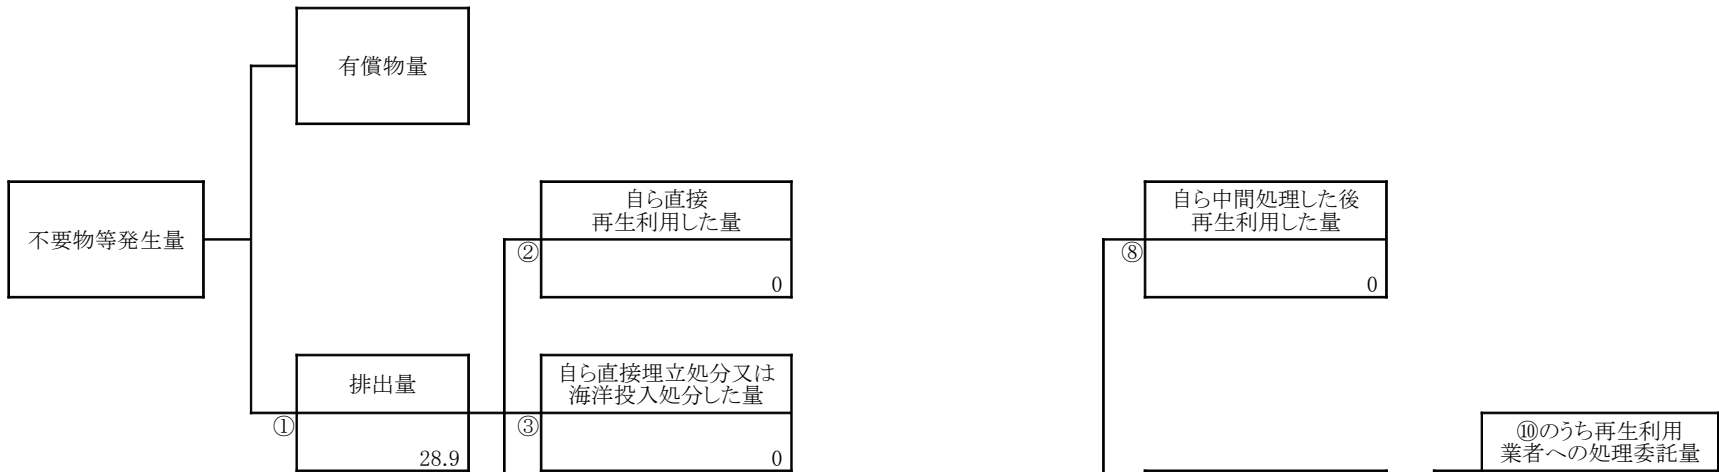 有償物量
不要物等発生量
自ら直接
再生利用した量
②
0
自ら中間処理した後
再生利用した量
⑧
0
排出量
①
28.9
自ら直接埋立処分又は
海洋投入処分した量
③
0
⑩のうち再生利用
業者への処理委託量